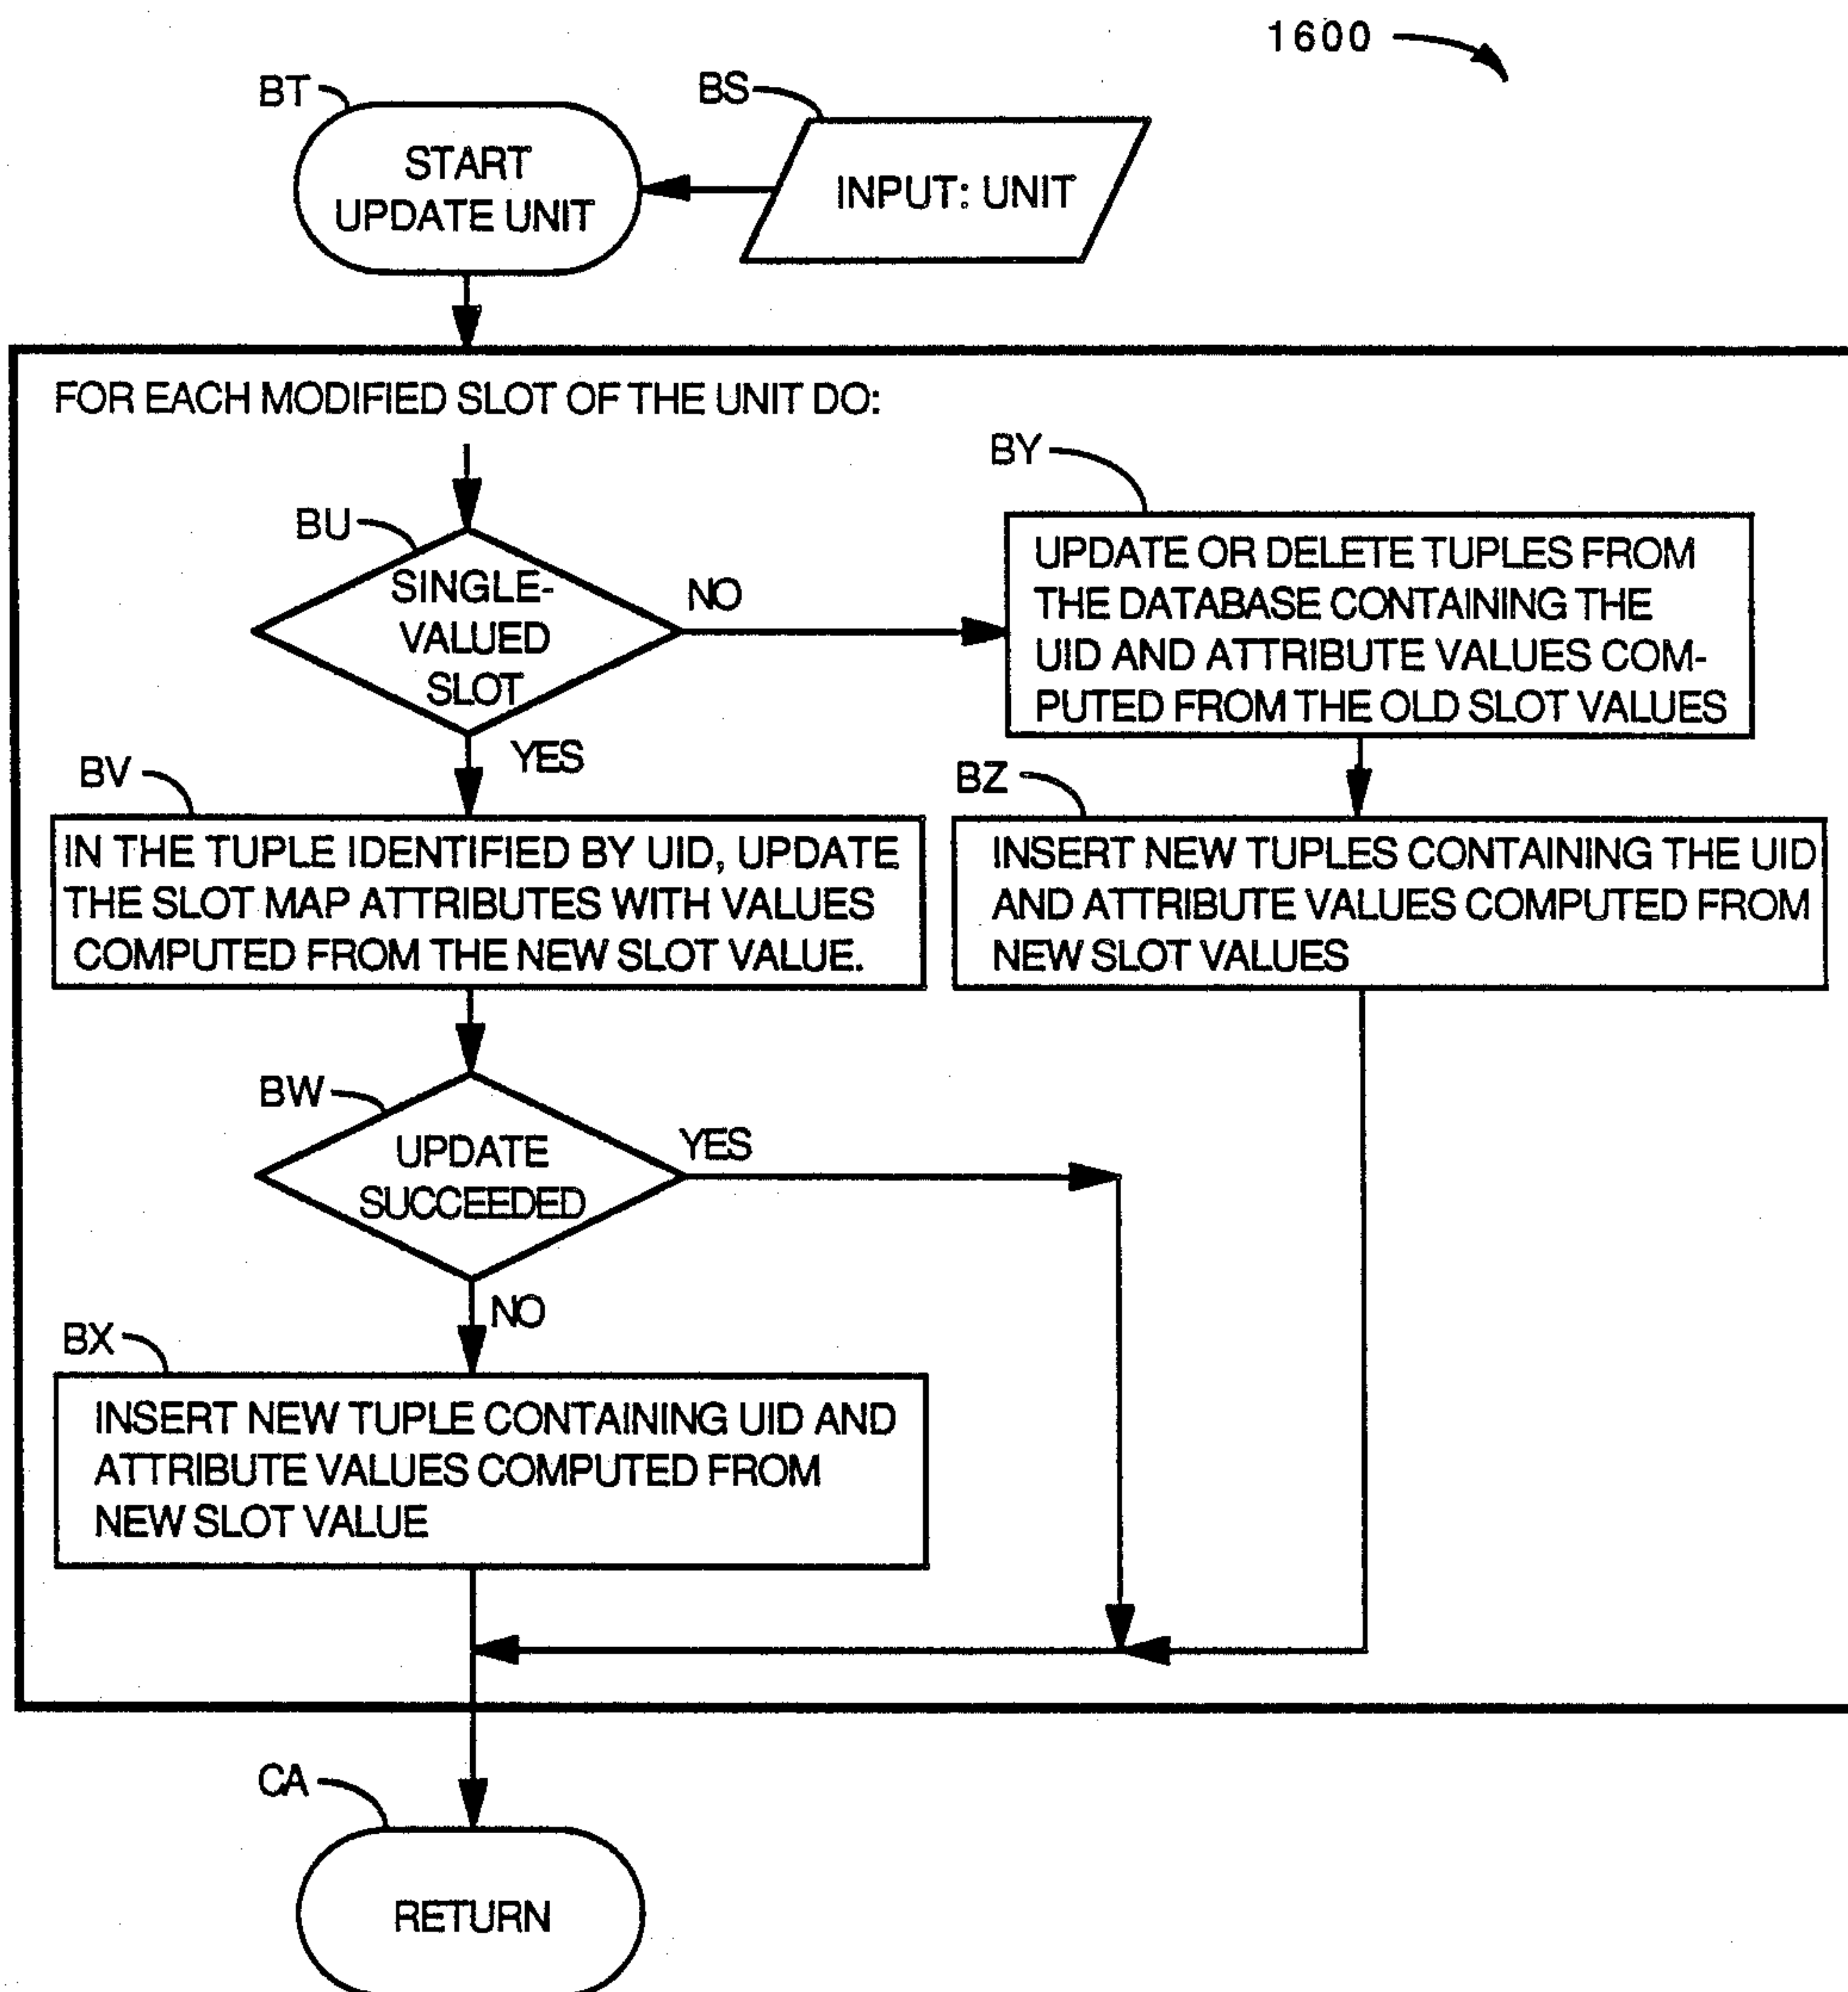 1600
BT
BS
START
UPDATE UNIT
INPUT: UNIT
FOR EACH MODIFIED SLOT OF THE UNIT DO:
BU
SINGLE-
VALUED
SLOT
NO
YES
BY
UPDATE OR DELETE TUPLES FROM
THE DATABASE CONTAINING THE
UID AND ATTRIBUTE VALUES COM-
PUTED FROM THE OLD SLOT VALUES
BV
IN THE TUPLE IDENTIFIED BY UID, UPDATE
THE SLOT MAP ATTRIBUTES WITH VALUES
COMPUTED FROM THE NEW SLOT VALUE.
BZ
INSERT NEW TUPLES CONTAINING THE UID
AND ATTRIBUTE VALUES COMPUTED FROM
NEW SLOT VALUES
BW
UPDATE
SUCCEEDED
YES
NO
BX
INSERT NEW TUPLE CONTAINING UID AND
ATTRIBUTE VALUES COMPUTED FROM
NEW SLOT VALUE
CA
RETURN